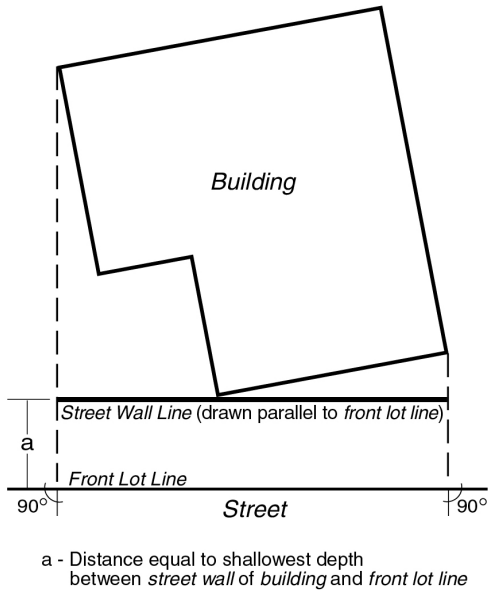 Building
Street Wall Line (drawn parallel to front lot line)
a
Front Lot Line
90°
Street
90°
a - Distance equal to shallowest depth
between street wall of building and front lot line